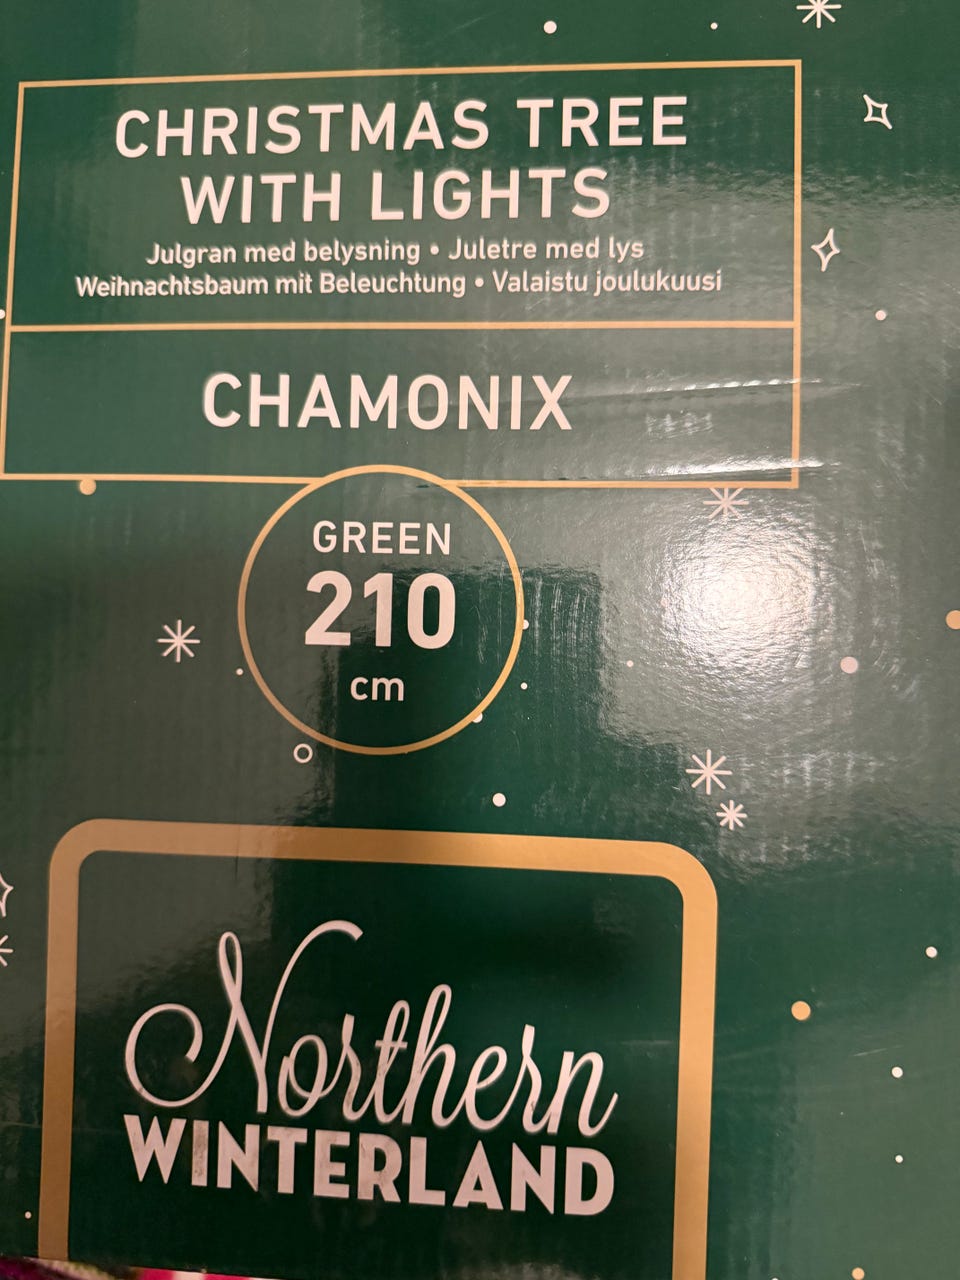 CHRISTMAS TREE
WITH LIGHTS
Julgran med belysning • Juletre med lys
Weihnachtsbaum mit Beleuchtung • Valaistu joulukuusi
CHAMONIX
GREEN
210
cm
Northern
WINTERLAND